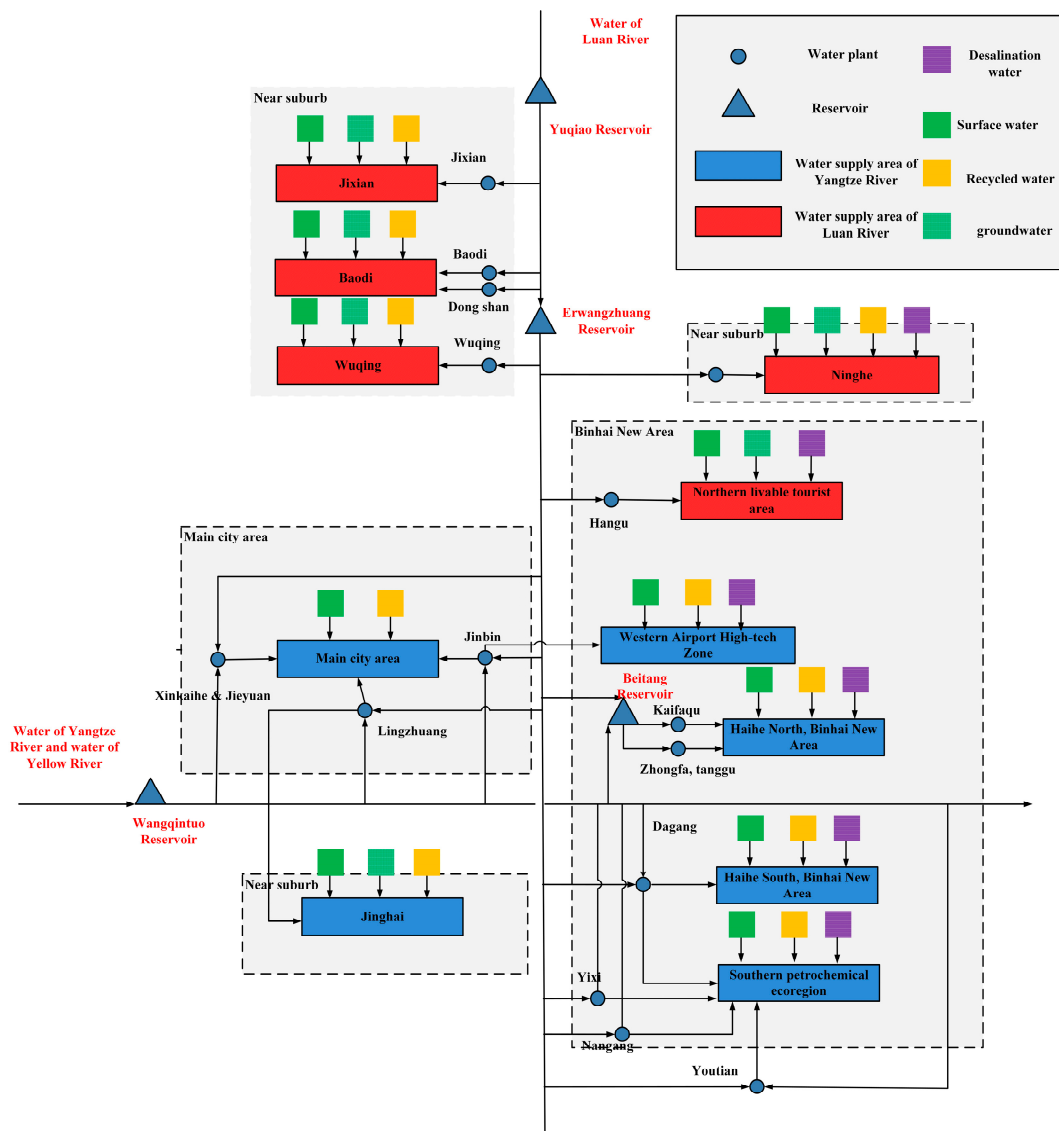 Water of
Luan River
Water plant
Desalination
water
Near suburb
Reservoir
Yuqiao Reservoir
Surface water
Jixian
Jixian
Water supply area of
Yangtze River
Recycled water
Water supply area of
Luan River
groundwater
Baodi
Baodi
Dong shan
Erwangzhuang
Reservoir
Wuqing
Wuqing
Near suburb
Ninghe
Binhai New Area
Northern livable tourist
area
Hangu
Main city area
Main city area
Jinbin
Western Airport High-tech
Zone
Xinkaihe & Jieyuan
Beitang
Reservoir
Kaifaqu
Lingzhuang
Haihe North, Binhai New
Area
Water of Yangtze
River and water of
Yellow River
Zhongfa, tanggu
Wangqintuo
Reservoir
Dagang
Near suburb
Haihe South, Binhai New
Area
Jinghai
Yixi
Southern petrochemical
ecoregion
Nangang
Youtian